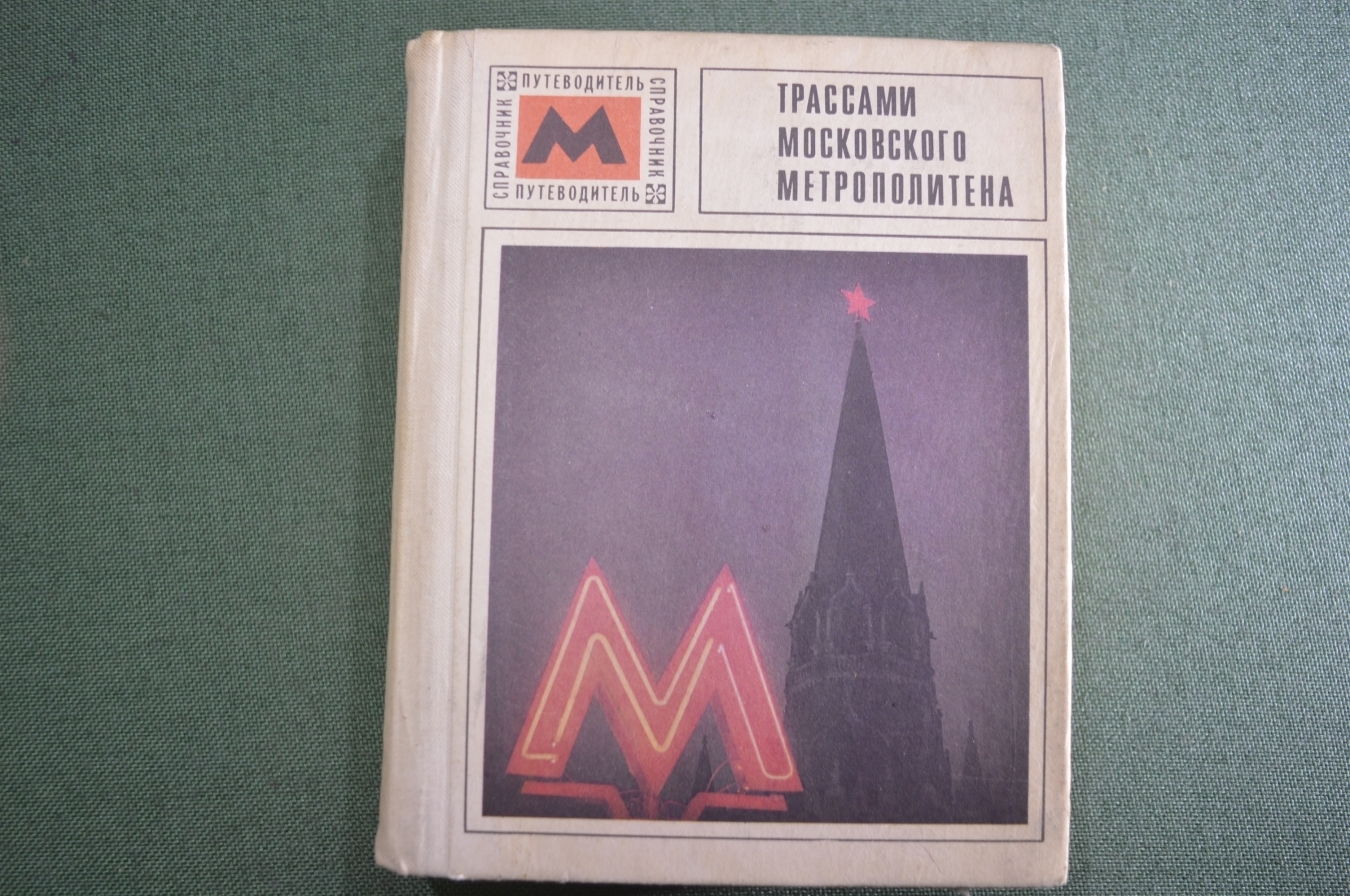 ПУТЕВОДИТЕЛЬ
СПРАВОЧНИК
М
СПРАВОЧНИК
ПУТЕВОДИТЕЛЬ
ТРАССАМИ
МОСКОВСКОГО
МЕТРОПОЛИТЕНА
М